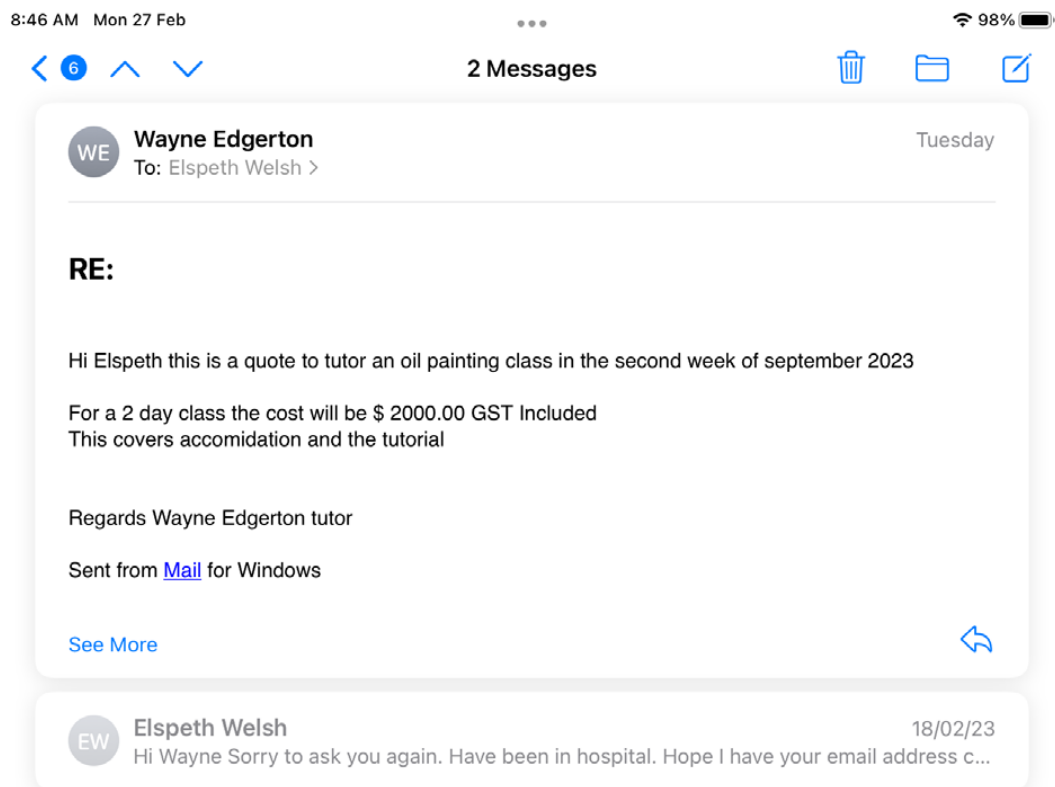 8:46 AM Mon 27 Feb
98%
6
2 Messages
WE
Wayne Edgerton
Tuesday
To: Elspeth Welsh >
RE:
Hi Elspeth this is a quote to tutor an oil painting class in the second week of september 2023
For a 2 day class the cost will be $ 2000.00 GST Included
This covers accomidation and the tutorial
Regards Wayne Edgerton tutor
Sent from Mail for Windows
See More
EW
Elspeth Welsh
18/02/23
Hi Wayne Sorry to ask you again. Have been in hospital. Hope I have your email address c...